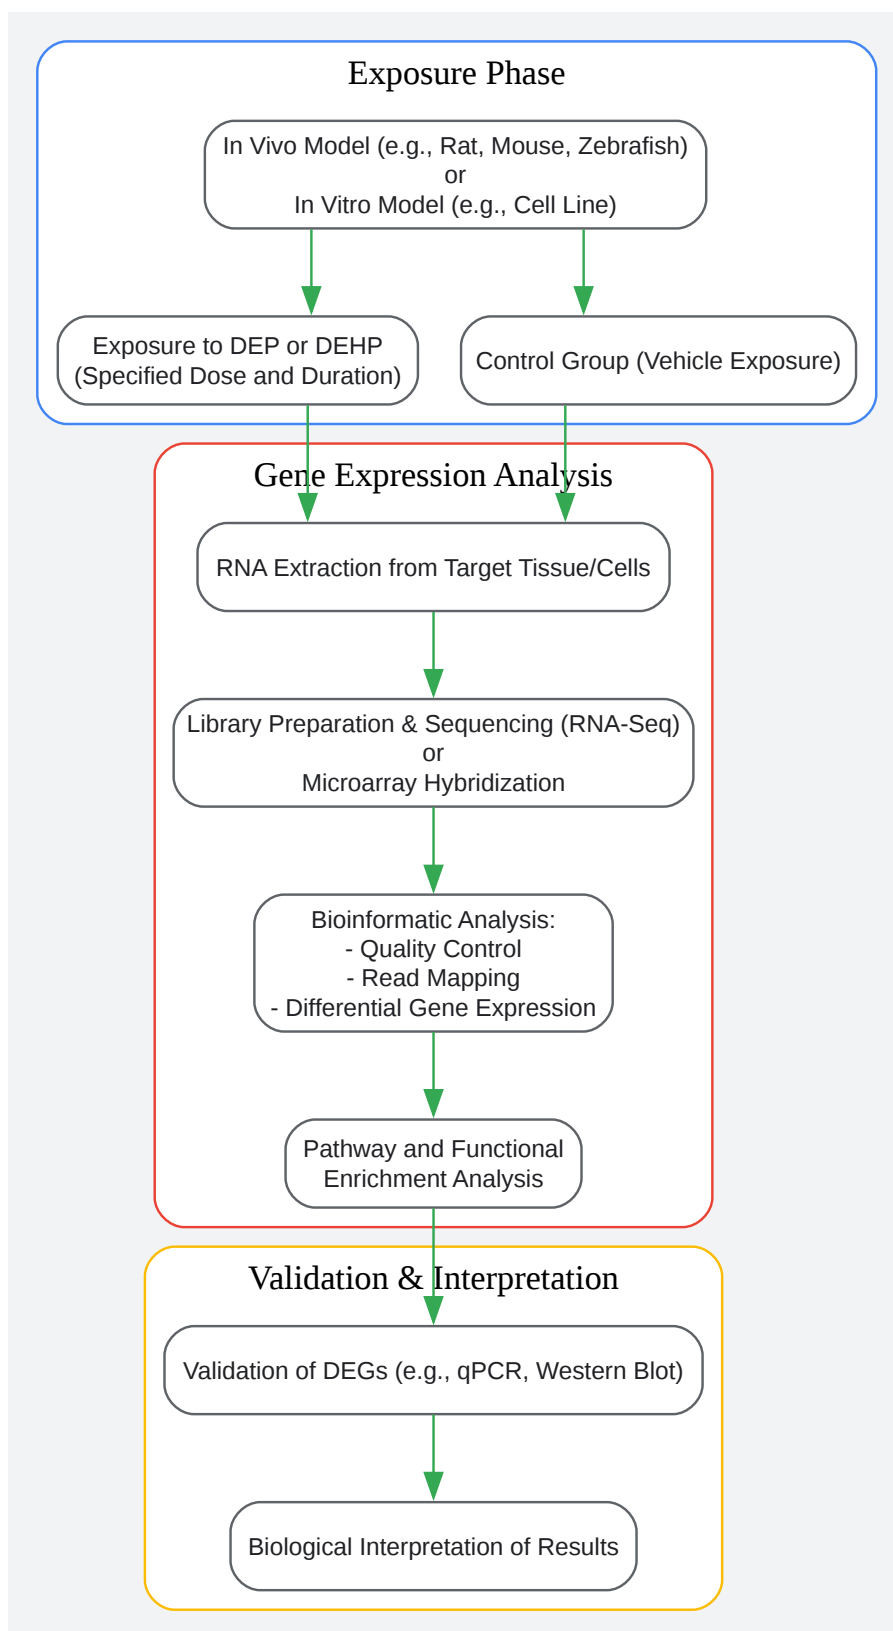 Exposure Phase
In Vivo Model (e.g., Rat, Mouse, Zebrafish)
or
In Vitro Model (e.g., Cell Line)
Exposure to DEP or DEHP
(Specified Dose and Duration)
Control Group (Vehicle Exposure)
Gene Expression Analysis
RNA Extraction from Target Tissue/Cells
Library Preparation & Sequencing (RNA-Seq)
or
Microarray Hybridization
Bioinformatic Analysis:
- Quality Control
- Read Mapping
- Differential Gene Expression
Pathway and Functional
Enrichment Analysis
Validation & Interpretation
Validation of DEGs (e.g., qPCR, Western Blot)
Biological Interpretation of Results